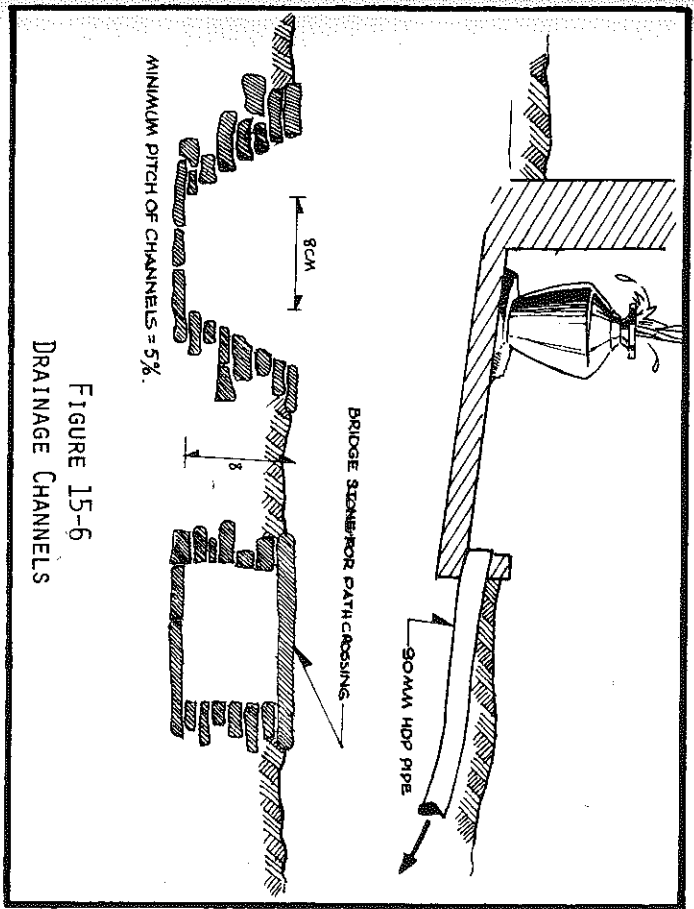 90MM HDP PIPE
BRIDGE STONE FOR PATH CROSSING
8CM
8
MINIMUM PITCH OF CHANNELS = 5%.
FIGURE 15-6
DRAINAGE CHANNELS